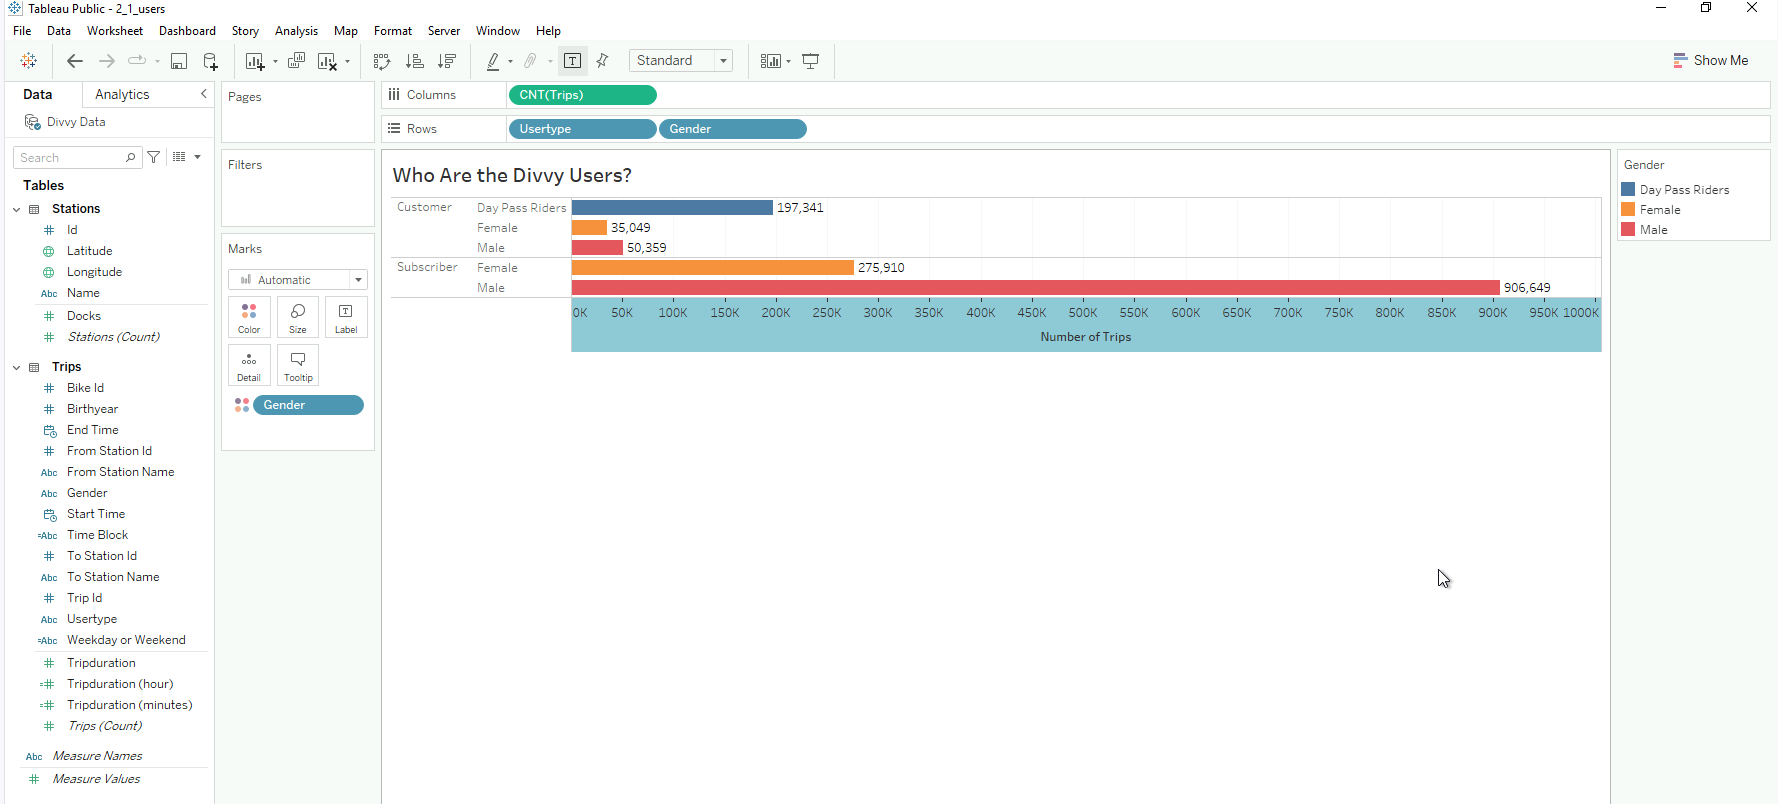 Tableau Public - 2_1_users
File Data Worksheet Dashboard Story Analysis Map Format Server Window Help
Standard
Show Me
Data Analytics
Divvy Data
Search
Tables
Stations
Id
Latitude
Longitude
Abc Name
Docks
Stations (Count)
Trips
Bike Id
Birthyear
End Time
From Station Id
Abc From Station Name
Abc Gender
Start Time
=Abc Time Block
To Station Id
Abc To Station Name
Trip Id
Abc Usertype
=Abc Weekday or Weekend
Tripduration
Tripduration (hour)
Tripduration (minutes)
Trips (Count)
Abc Measure Names
Measure Values
Pages
Filters
Marks
Automatic
Color Size Label
Detail Tooltip
Gender
Columns CNT(Trips)
Rows Usertype Gender
Who Are the Divvy Users?
Customer Day Pass Riders 197,341
Female 35,049
Male 50,359
Subscriber Female 275,910
Male 906,649
0K 50K 100K 150K 200K 250K 300K 350K 400K 450K 500K 550K 600K 650K 700K 750K 800K 850K 900K 950K 1000K
Number of Trips
Gender
Day Pass Riders
Female
Male